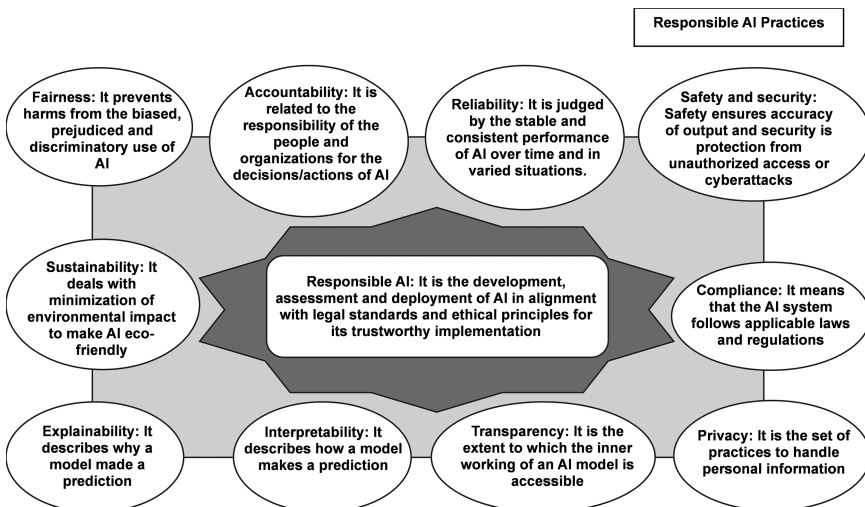 Responsible AI Practices
Fairness: It prevents
harms from the biased,
prejudiced and
discriminatory use of
AI
Accountability: It is
related to the
responsibility of the
people and
organizations for the
decisions/actions of AI
Reliability: It is judged
by the stable and
consistent performance
of AI over time and in
varied situations.
Safety and security:
Safety ensures accuracy
of output and security is
protection from
unauthorized access or
cyberattacks
Sustainability: It
deals with
minimization of
environmental impact
to make AI eco-
friendly
Responsible AI: It is the development,
assessment and deployment of AI in alignment
with legal standards and ethical principles for
its trustworthy implementation
Compliance: It means
that the AI system
follows applicable laws
and regulations
Explainability: It
describes why a
model made a
prediction
Interpretability: It
describes how a model
makes a prediction
Transparency: It is the
extent to which the inner
working of an AI model is
accessible
Privacy: It is the set of
practices to handle
personal information